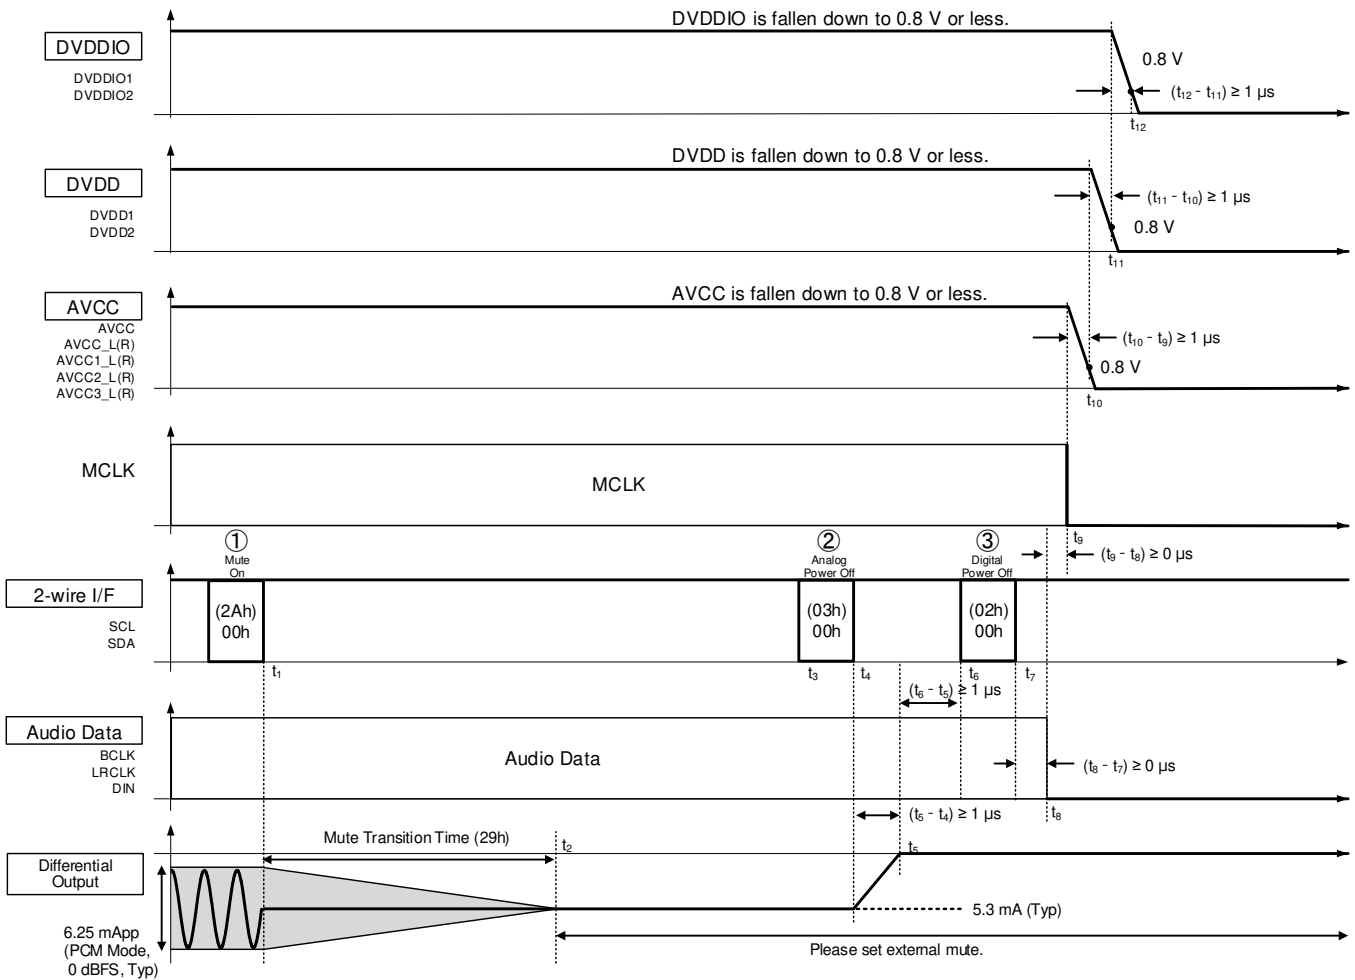 DVDDIO is fallen down to 0.8 V or less.
DVDDIO
DVDDIO1
DVDDIO2
0.8 V
(t12 - t11) ≥ 1 µs
t12
DVDD is fallen down to 0.8 V or less.
DVDD
DVDD1
DVDD2
(t11 - t10) ≥ 1 µs
0.8 V
t11
AVCC is fallen down to 0.8 V or less.
AVCC
AVCC
AVCC_L(R)
AVCC1_L(R)
AVCC2_L(R)
AVCC3_L(R)
(t10 - t9) ≥ 1 µs
0.8 V
t10
MCLK
MCLK
t9
(t9 - t8) ≥ 0 µs
①
Mute
On
②
Analog
Power Off
③
Digital
Power Off
2-wire I/F
SCL
SDA
(2Ah)
00h
(03h)
00h
(02h)
00h
t1
t3
t4
t6
t7
(t6 - t5) ≥ 1 µs
Audio Data
BCLK
LRCLK
DIN
Audio Data
(t8 - t7) ≥ 0 µs
(t5 - t4) ≥ 1 µs
t8
Mute Transition Time (29h)
t2
t5
Differential
Output
5.3 mA (Typ)
6.25 mApp
(PCM Mode,
0 dBFS, Typ)
Please set external mute.